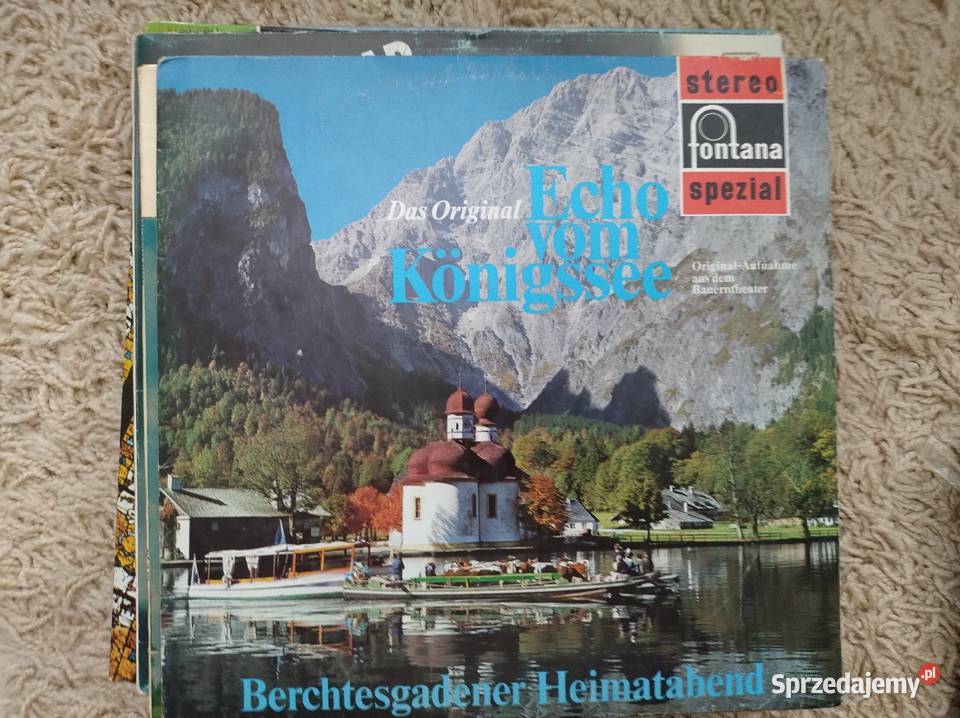 stereo
fontana
spezial
Das Original Echo
vom
Königssee
Original-Aufnahme
aus dem
Bauerntheater
Berchtesgadener Heimatabend
Sprzedajemy.pl